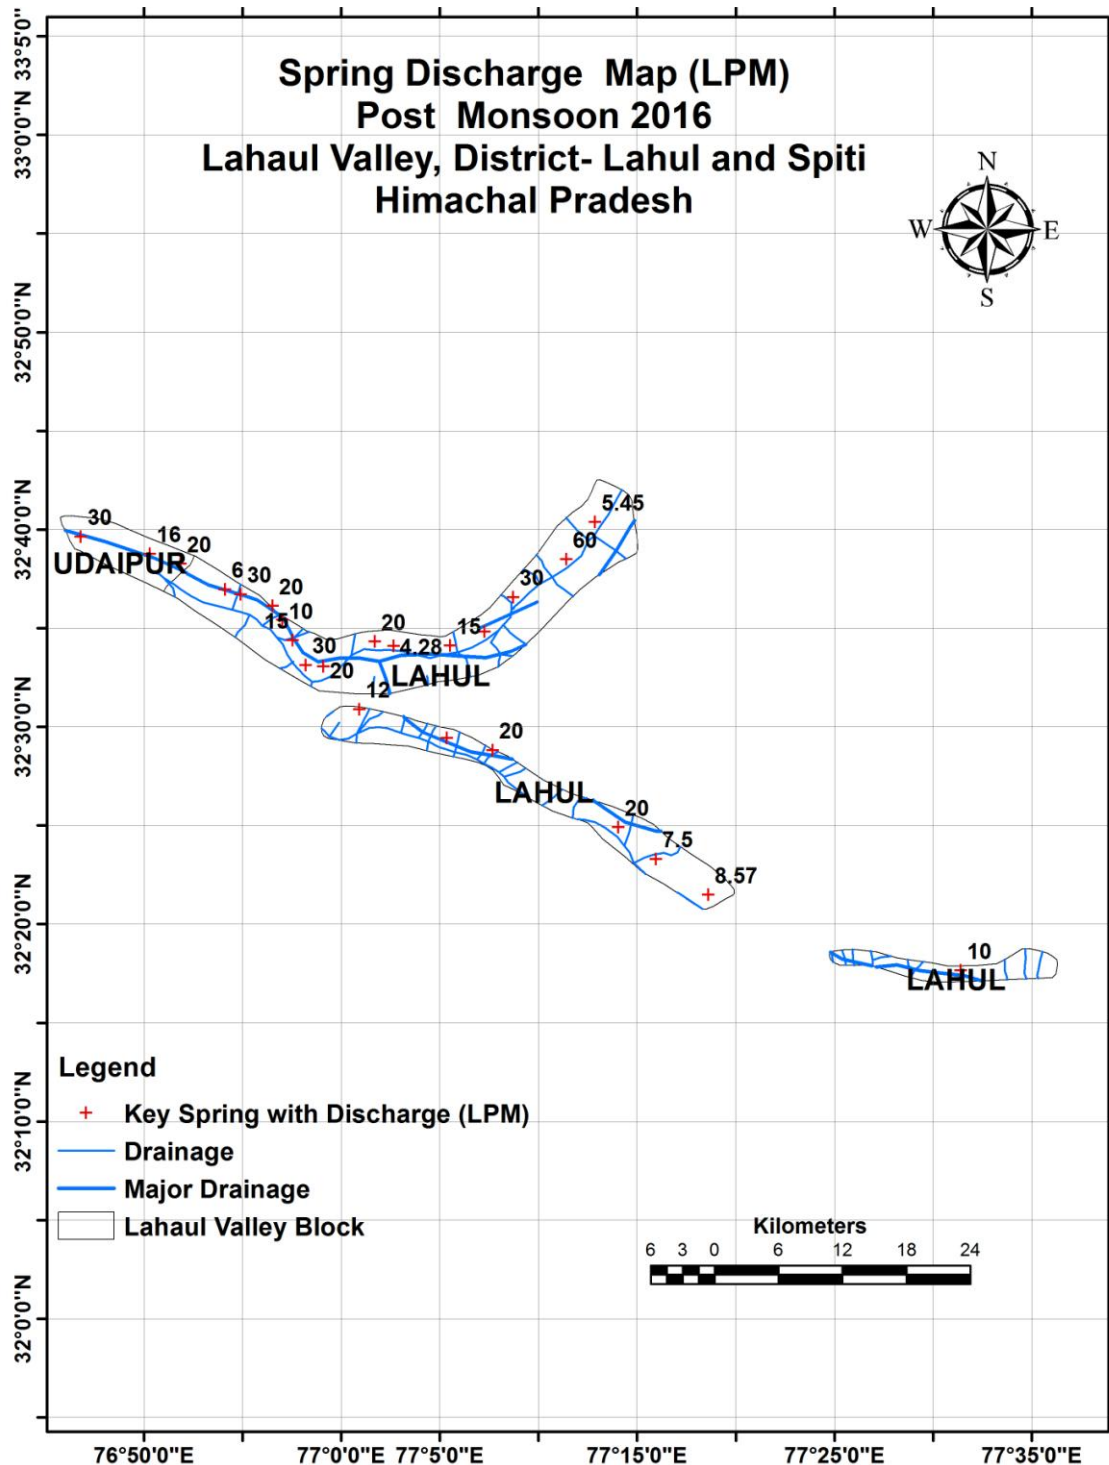 Spring Discharge Map (LPM)
Post Monsoon 2016
Lahaul Valley, District- Lahul and Spiti
Himachal Pradesh
N
W E
S
33°5'0"
33°0'0"N
32°50'0"N
32°40'0"N
32°30'0"N
32°20'0"N
32°10'0"N
32°0'0"N
30
16
20
UDAIPUR
6
30
20
10
15
30
20
20
4.28
15
30
60
5.45
LAHUL
12
20
LAHUL
20
7.5
8.57
10
LAHUL
Legend
Key Spring with Discharge (LPM)
Drainage
Major Drainage
Lahaul Valley Block
Kilometers
6 3 0 6 12 18 24
76°50'0"E 77°0'0"E 77°5'0"E 77°15'0"E 77°25'0"E 77°35'0"E